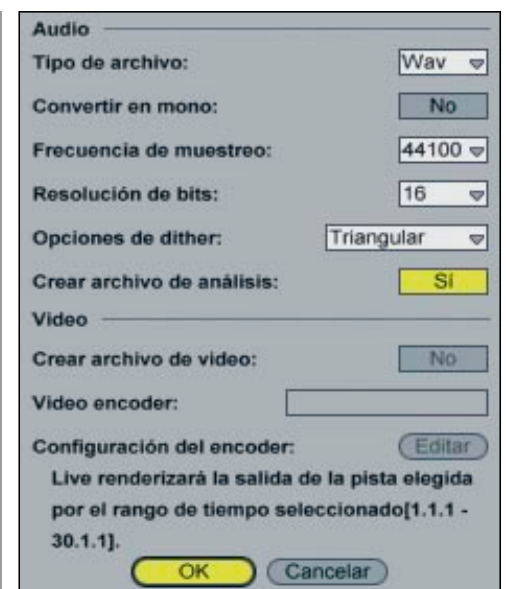 Audio
Tipo de archivo: Wav
Convertir en mono: No
Frecuencia de muestreo: 44100
Resolución de bits: 16
Opciones de dither: Triangular
Crear archivo de análisis: Sí
Video
Crear archivo de video: No
Video encoder:
Configuración del encoder: Editar
Live renderizará la salida de la pista elegida
por el rango de tiempo seleccionado[1.1.1 -
30.1.1].
OK Cancelar